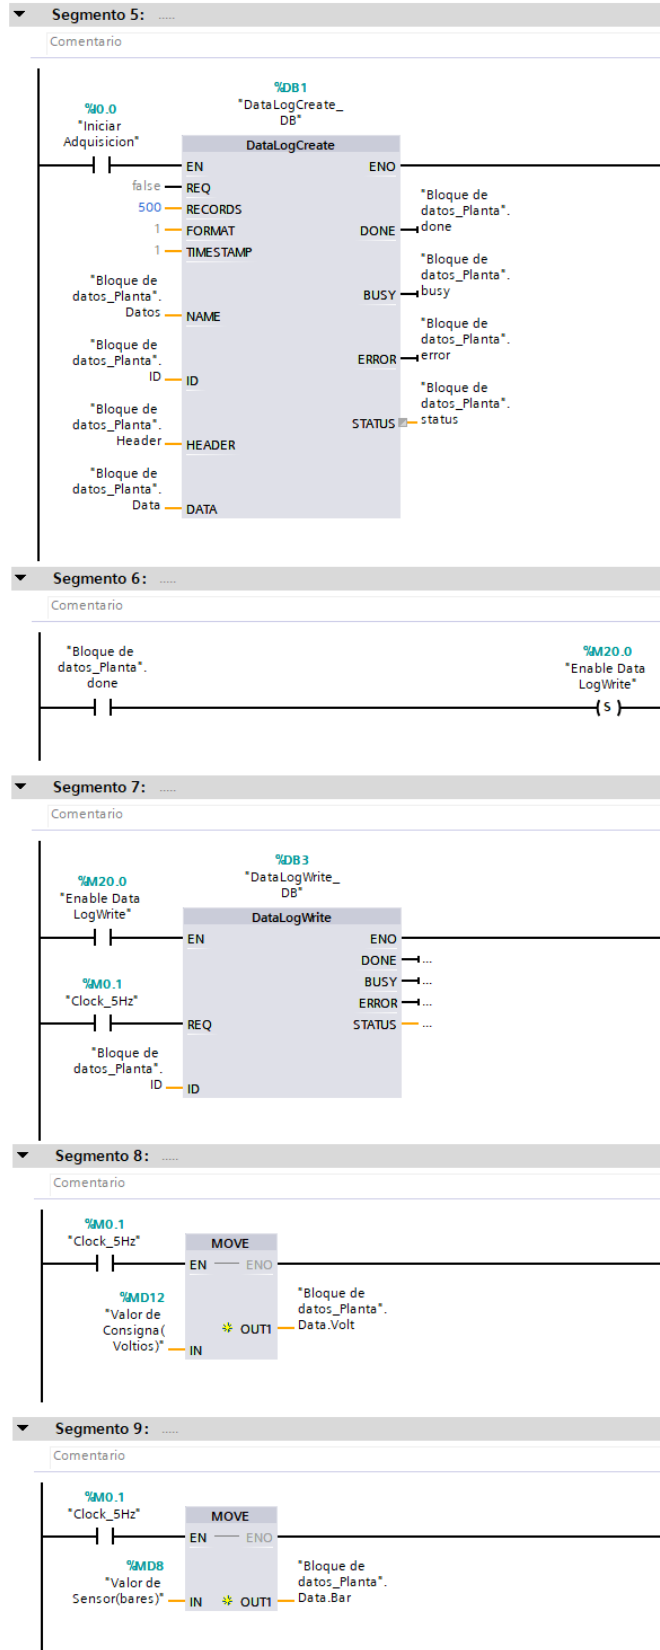 Segmento 5: .....
Comentario
%DB1
"DataLogCreate_
DB"
%I0.0
"Iniciar
Adquisicion"
DataLogCreate
EN
ENO
false
REQ
500
RECORDS
1
FORMAT
1
TIMESTAMP
"Bloque de
datos_Planta".
Datos
NAME
"Bloque de
datos_Planta".
ID
ID
"Bloque de
datos_Planta".
Header
HEADER
"Bloque de
datos_Planta".
Data
DATA
DONE
"Bloque de
datos_Planta".
done
BUSY
"Bloque de
datos_Planta".
busy
ERROR
"Bloque de
datos_Planta".
error
STATUS
"Bloque de
datos_Planta".
status
Segmento 6: .....
Comentario
"Bloque de
datos_Planta".
done
%M20.0
"Enable Data
LogWrite"
S
Segmento 7: .....
Comentario
%DB3
"DataLogWrite_
DB"
%M20.0
"Enable Data
LogWrite"
DataLogWrite
EN
ENO
DONE ...
BUSY ...
ERROR ...
STATUS ...
%M0.1
"Clock_5Hz"
REQ
"Bloque de
datos_Planta".
ID
ID
Segmento 8: .....
Comentario
%M0.1
"Clock_5Hz"
MOVE
EN
ENO
%MD12
"Valor de
Consigna(
Voltios)"
IN
OUT1
"Bloque de
datos_Planta".
Data.Volt
Segmento 9: .....
Comentario
%M0.1
"Clock_5Hz"
MOVE
EN
ENO
%MD8
"Valor de
Sensor(bares)"
IN
OUT1
"Bloque de
datos_Planta".
Data.Bar